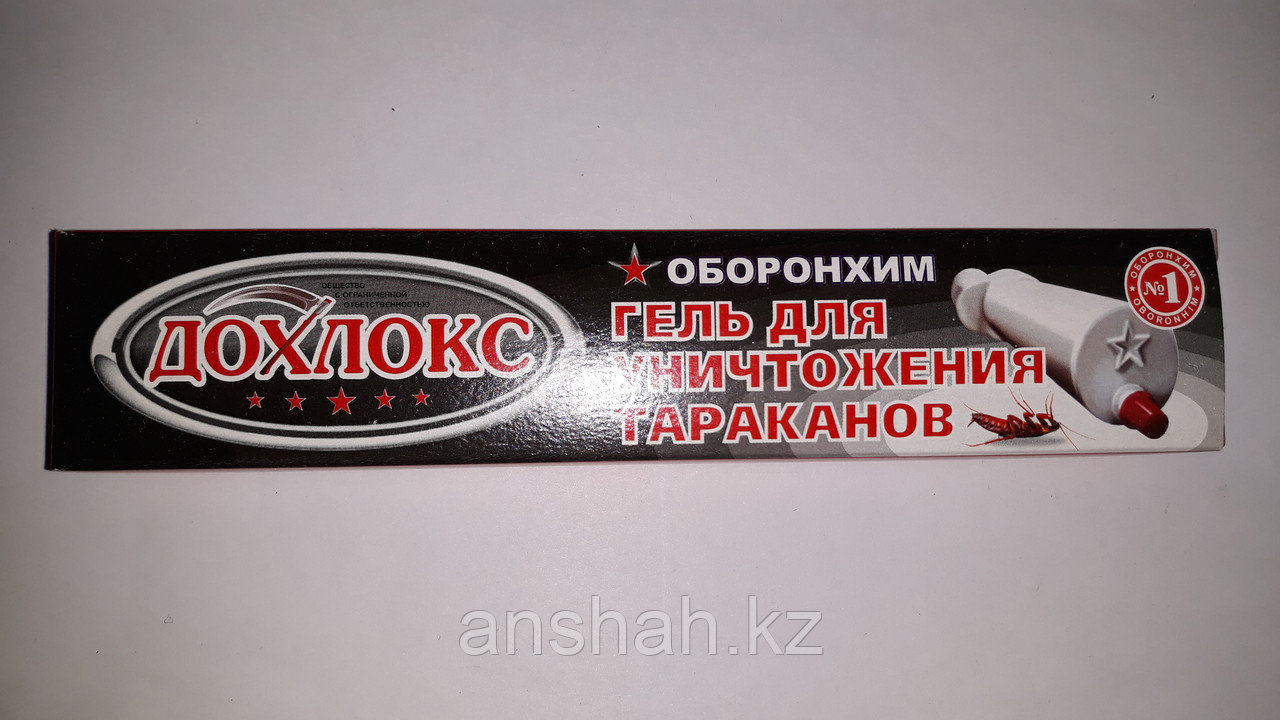 ОБЩЕСТВО
С ОГРАНИЧЕННОЙ
ОТВЕТСТВЕННОСТЬЮ
ДОХЛОКС
ОБОРОНХИМ
ГЕЛЬ ДЛЯ
УНИЧТОЖЕНИЯ
ТАРАКАНОВ
ОБОРОНХИМ
№1
OBORONHIM
anshah.kz